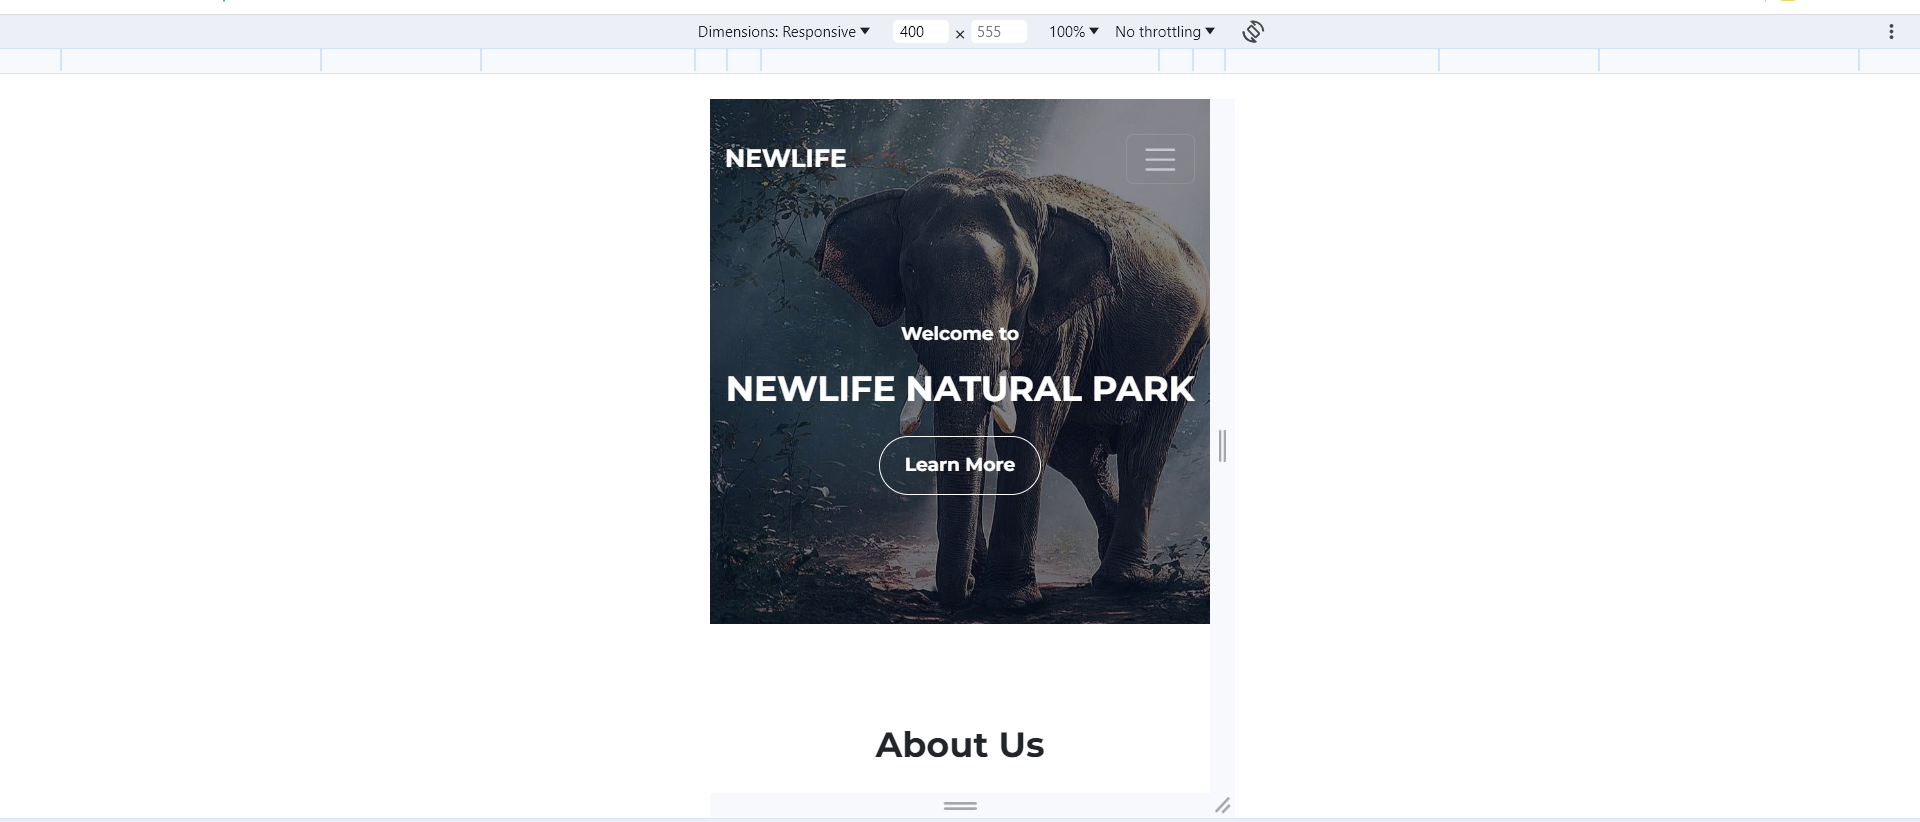 Dimensions: Responsive 400 × 555 100% No throttling
NEWLIFE
Welcome to
NEWLIFE NATURAL PARK
Learn More
About Us